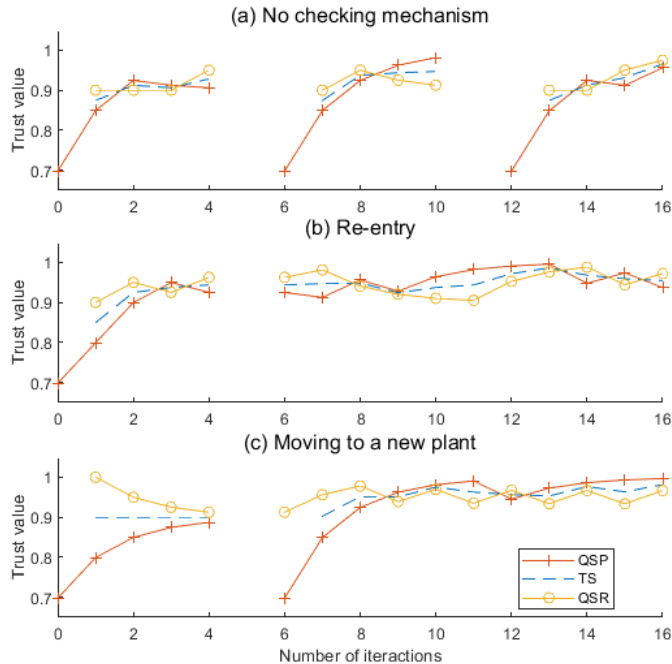 (a) No checking mechanism
Trust value
1
0.9
0.8
0.7
0 2 4 6 8 10 12 14 16
(b) Re-entry
Trust value
1
0.9
0.8
0.7
0 2 4 6 8 10 12 14 16
(c) Moving to a new plant
Trust value
1
0.9
0.8
0.7
QSP
TS
QSR
0 2 4 6 8 10 12 14 16
Number of iteractions